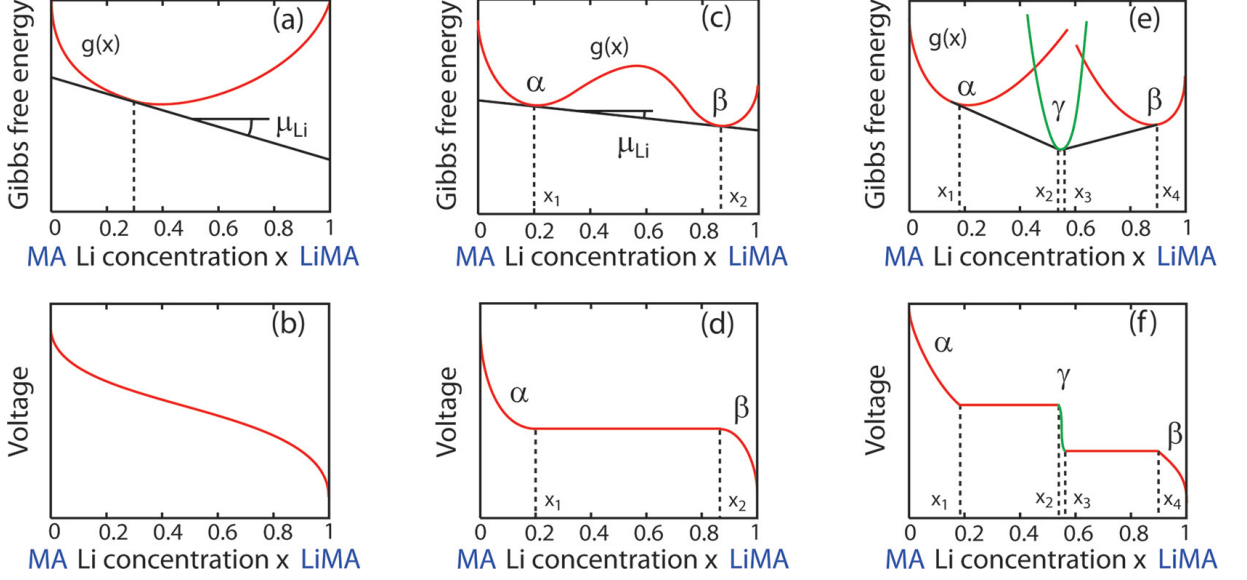 (a)
g(x)
Gibbs free energy
μLi
0 0.2 0.4 0.6 0.8 1
MA Li concentration x LiMA
(c)
g(x)
α
β
Gibbs free energy
μLi
x1 x2
0 0.2 0.4 0.6 0.8 1
MA Li concentration x LiMA
(e)
g(x)
α
γ
β
Gibbs free energy
x1 x2 x3 x4
0 0.2 0.4 0.6 0.8 1
MA Li concentration x LiMA
(b)
Voltage
0 0.2 0.4 0.6 0.8 1
MA Li concentration x LiMA
(d)
α
β
Voltage
x1 x2
0 0.2 0.4 0.6 0.8 1
MA Li concentration x LiMA
(f)
α
γ
β
Voltage
x1 x2 x3 x4
0 0.2 0.4 0.6 0.8 1
MA Li concentration x LiMA